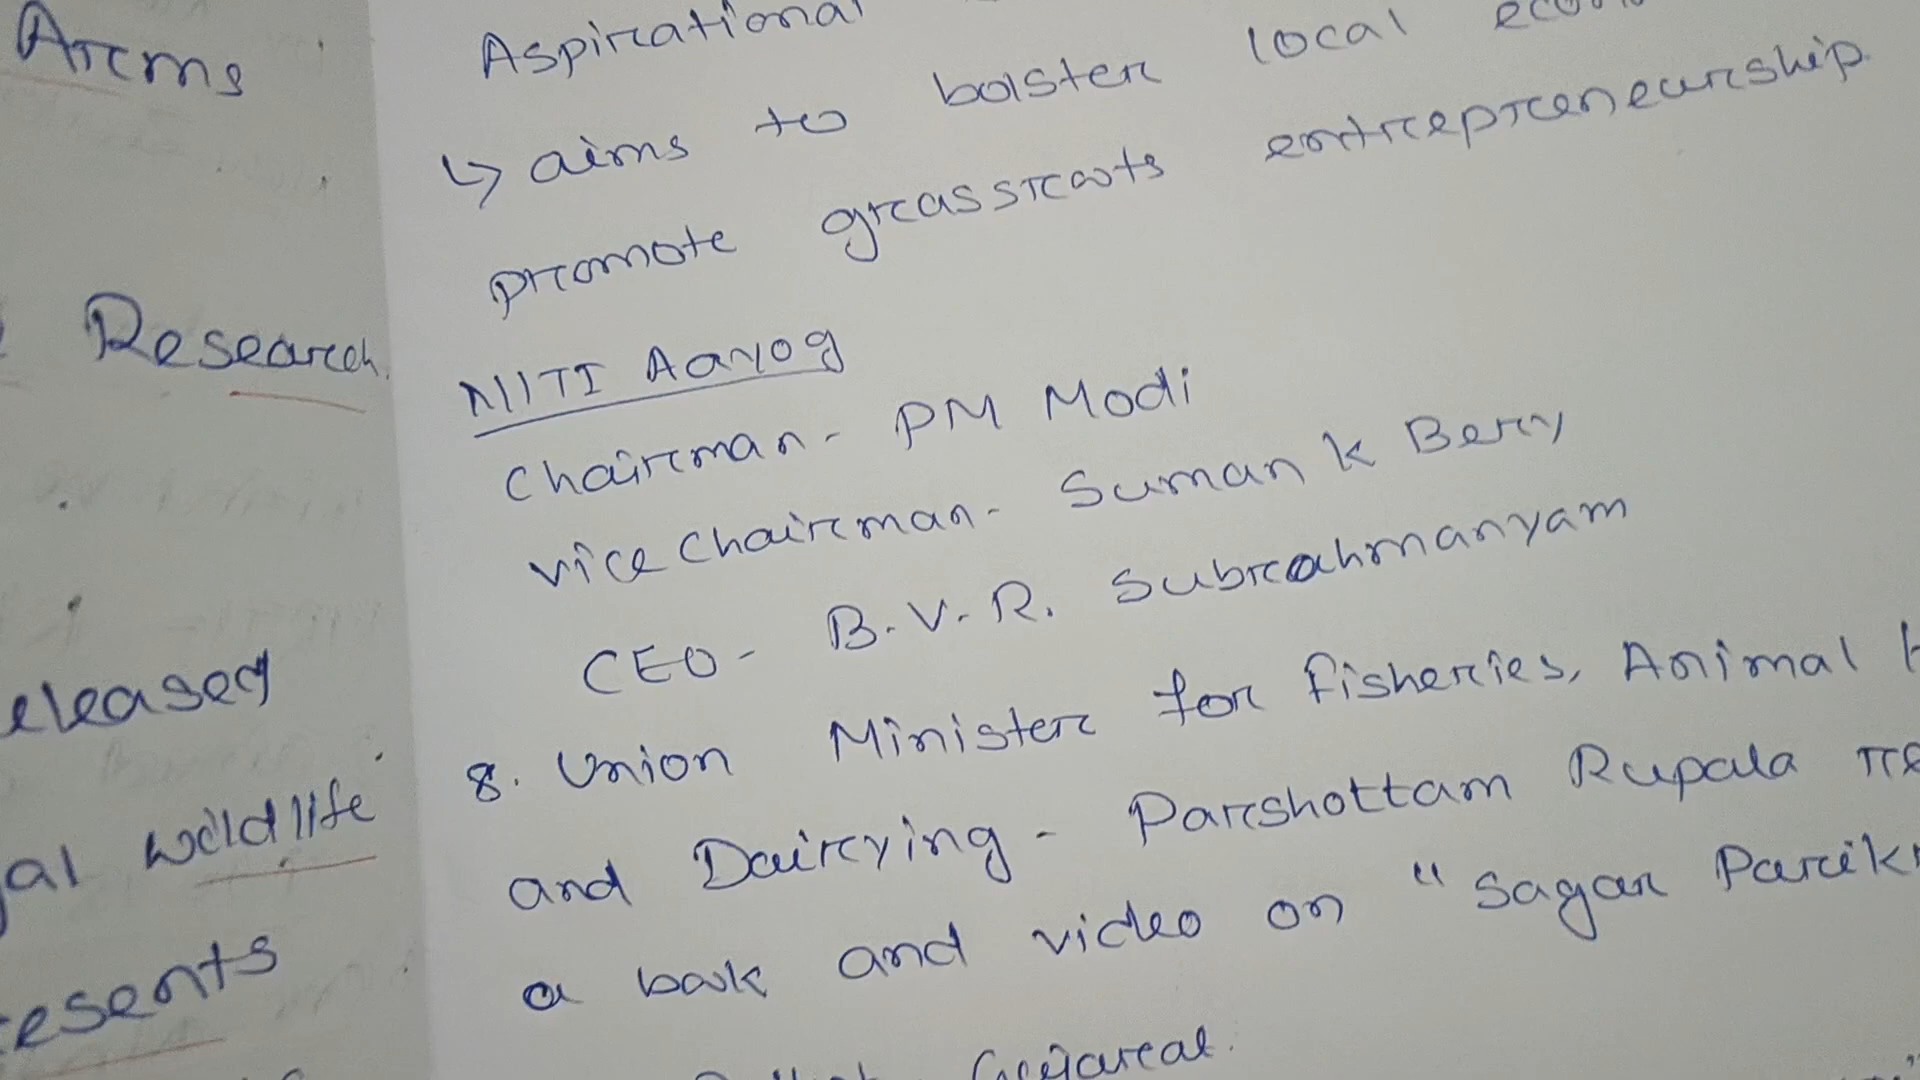 Arms
Research.
eleased
al wildlife
esents
Aspirational
↳ aims to bolster local
promote grassroots entrepreneurship.
NITI Aayog
Chairman - PM Modi
Vice Chairman - Suman K Bery
CEO - B.V.R. Subrahmanyam
8. Union Minister for Fisheries, Animal
and Dairying - Parshottam Rupala
a book and video on "Sagar Parik
Gujarat.